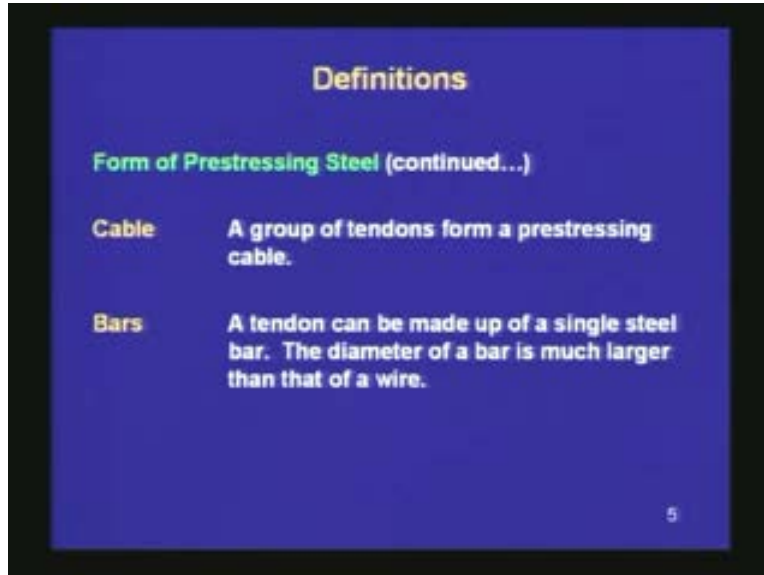 Definitions
Form of Prestressing Steel (continued...)
Cable A group of tendons form a prestressing
cable.
Bars A tendon can be made up of a single steel
bar. The diameter of a bar is much larger
than that of a wire.
5